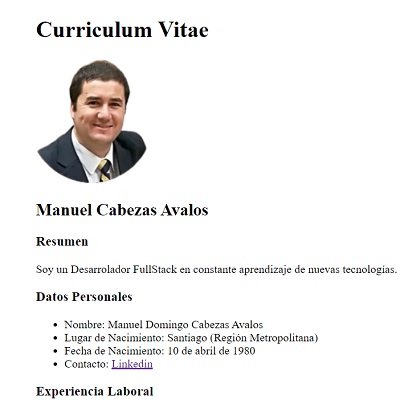 Curriculum Vitae
Manuel Cabezas Avalos
Resumen
Soy un Desarrolador FullStack en constante aprendizaje de nuevas tecnologías.
Datos Personales
Nombre: Manuel Domingo Cabezas Avalos
Lugar de Nacimiento: Santiago (Región Metropolitana)
Fecha de Nacimiento: 10 de abril de 1980
Contacto: Linkedin
Experiencia Laboral